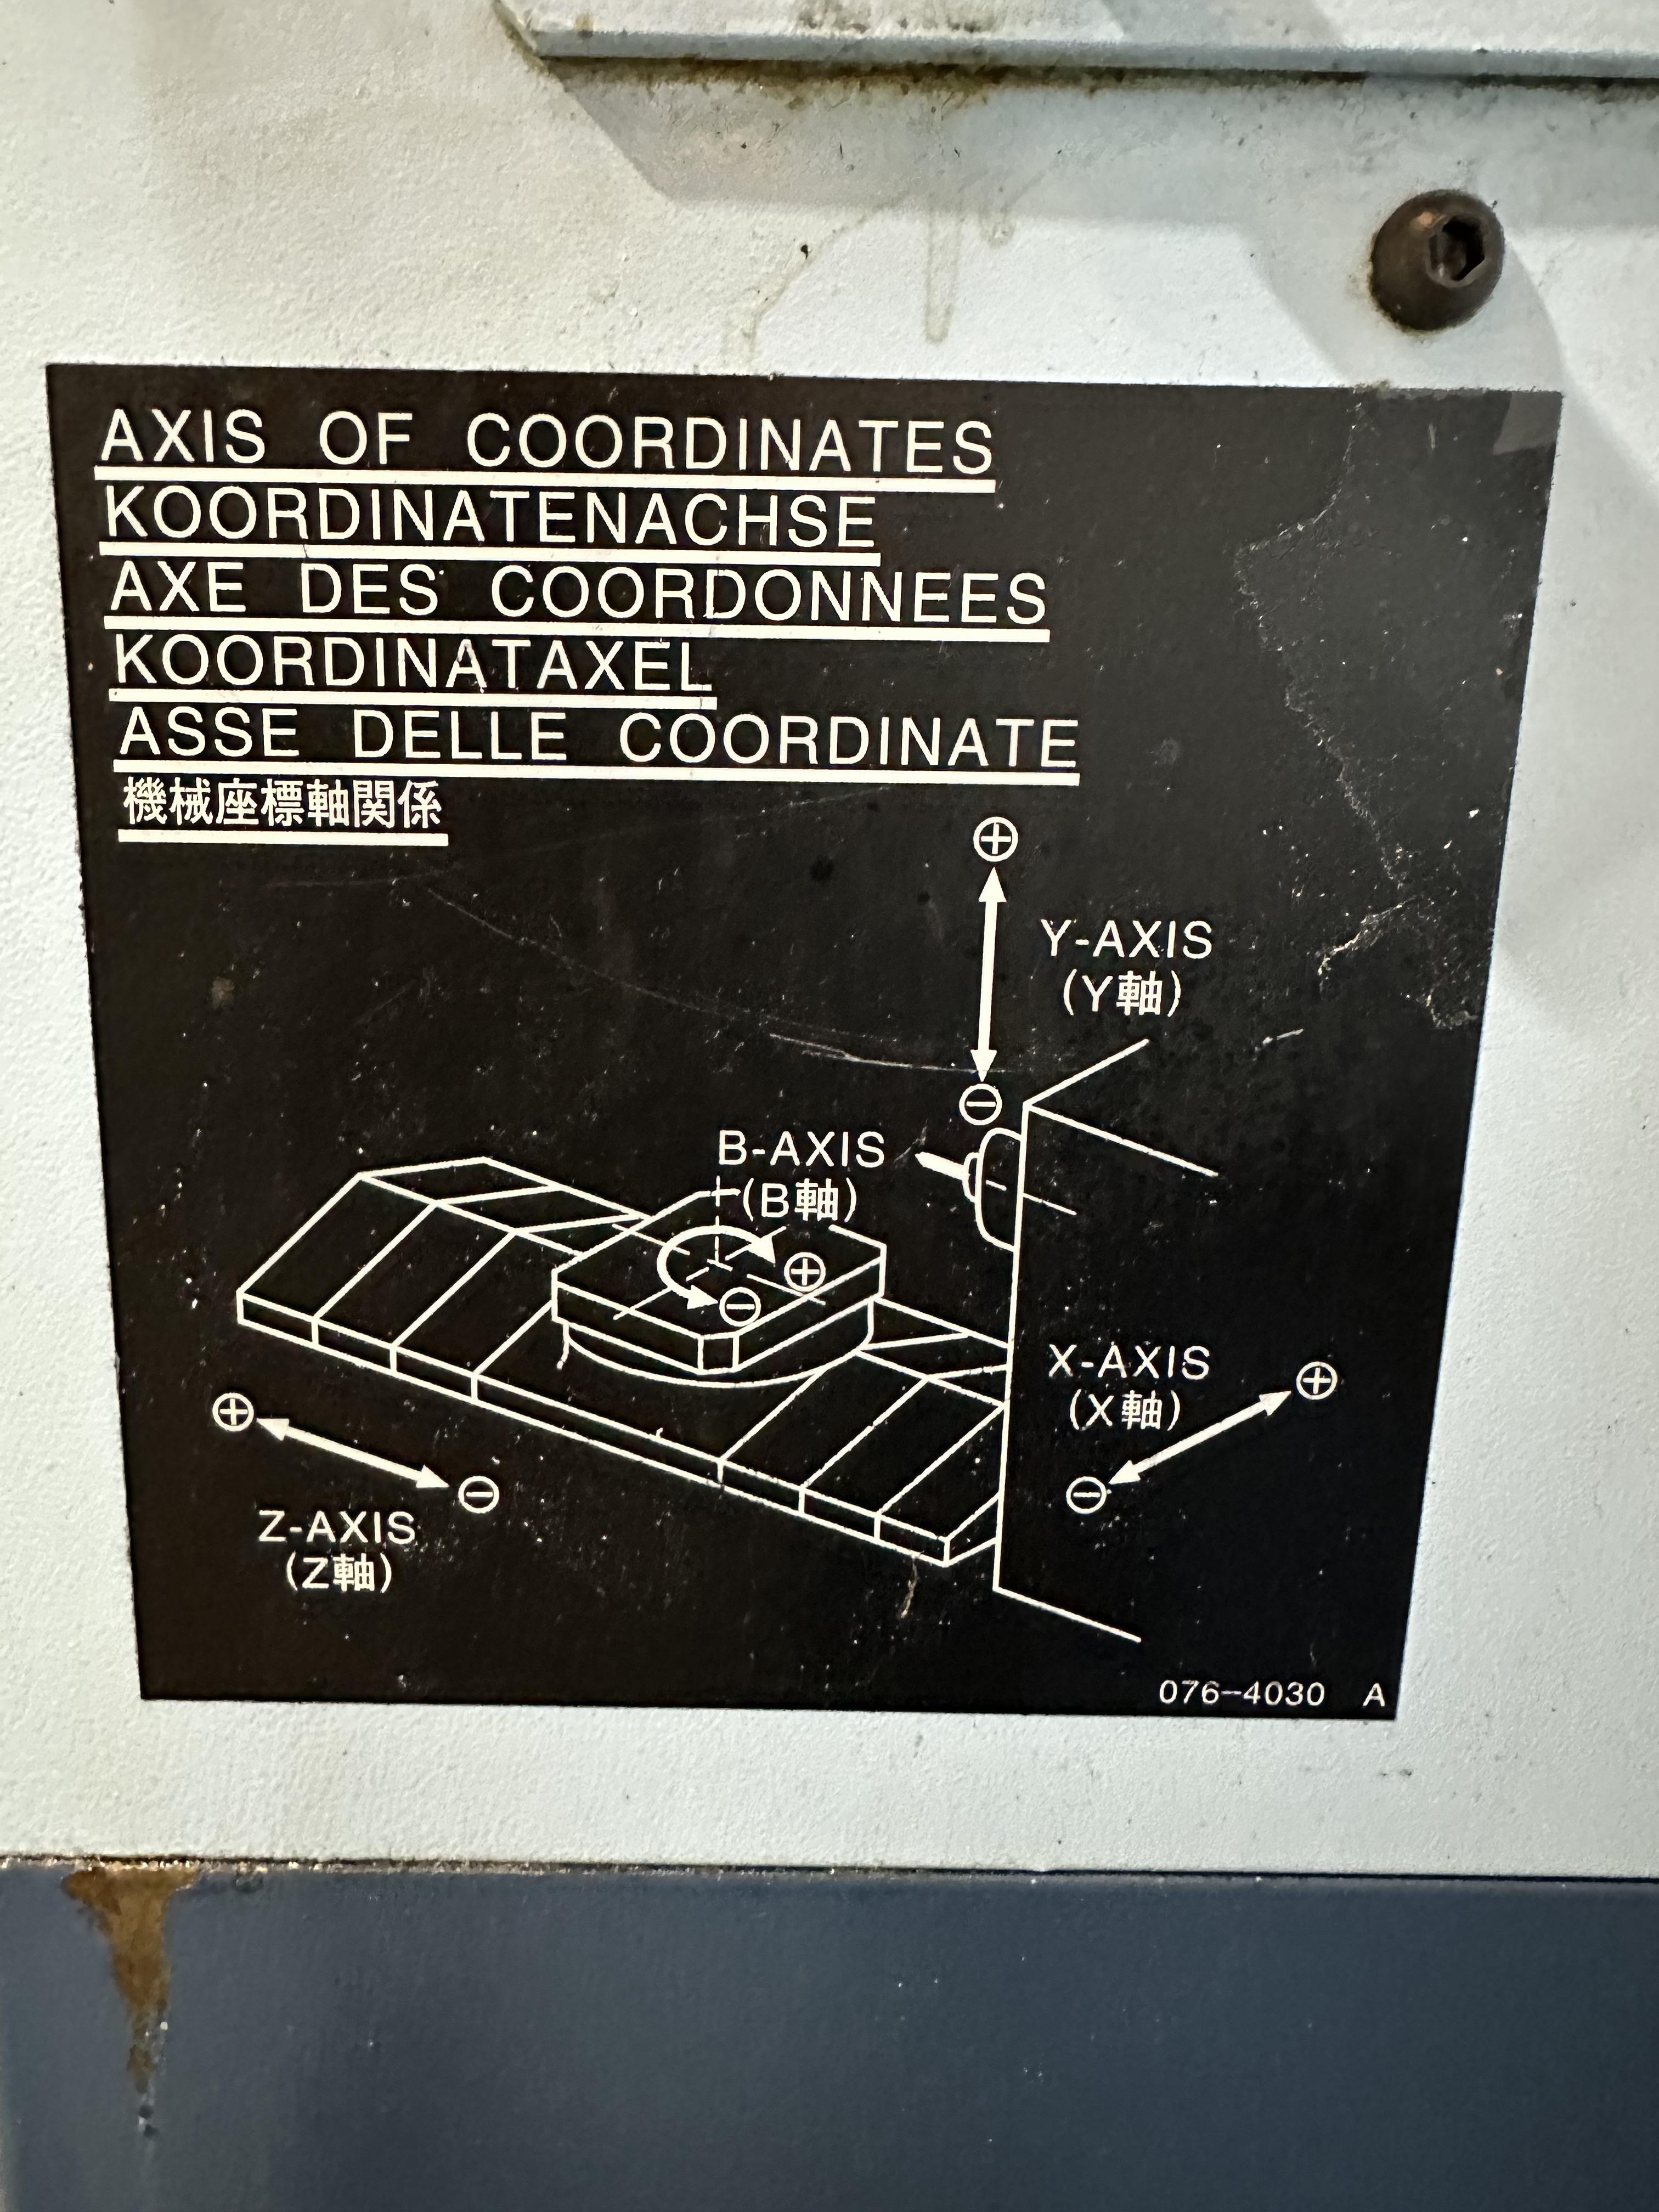 AXIS OF COORDINATES
KOORDINATENACHSE
AXE DES COORDONNEES
KOORDINATAXEL
ASSE DELLE COORDINATE
機械座標軸関係
⊕
Y-AXIS
(Y軸)
⊖
B-AXIS
(B軸)
⊕
⊖
X-AXIS
(X軸)
⊕
⊖
⊕
⊖
Z-AXIS
(Z軸)
076-4030 A